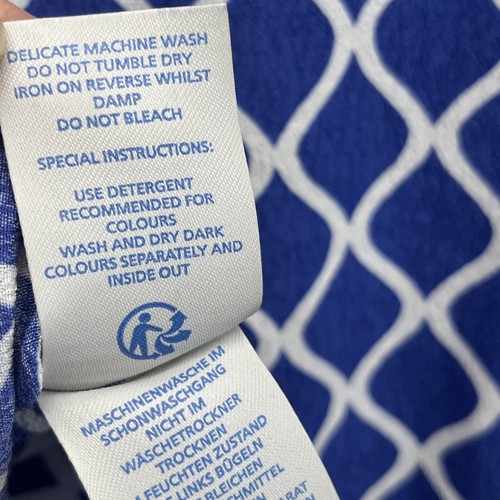 DELICATE MACHINE WASH
DO NOT TUMBLE DRY
IRON ON REVERSE WHILST
DAMP
DO NOT BLEACH
SPECIAL INSTRUCTIONS:
USE DETERGENT
RECOMMENDED FOR
COLOURS
WASH AND DRY DARK
COLOURS SEPARATELY AND
INSIDE OUT
MASCHINENWÄSCHE IM
SCHONWASCHGANG
NICHT IM
WÄSCHETROCKNER
TROCKNEN
FEUCHTEN ZUSTAND
LINKS BÜGELN